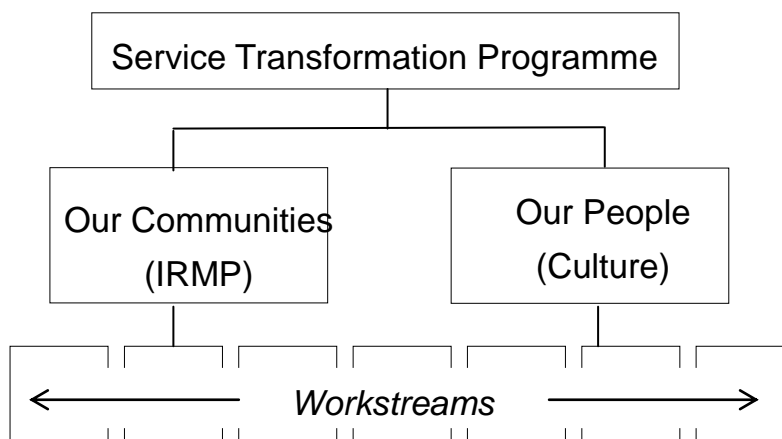 Service Transformation Programme
Our Communities
(IRMP)
Our People
(Culture)
Workstreams